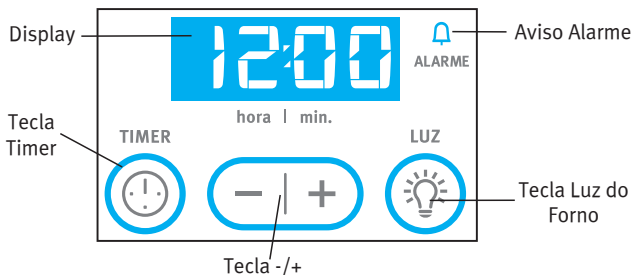 Display
12:00
Aviso Alarme
ALARME
hora | min.
Tecla
Timer
TIMER
LUZ
- | +
Tecla Luz do
Forno
Tecla -/+